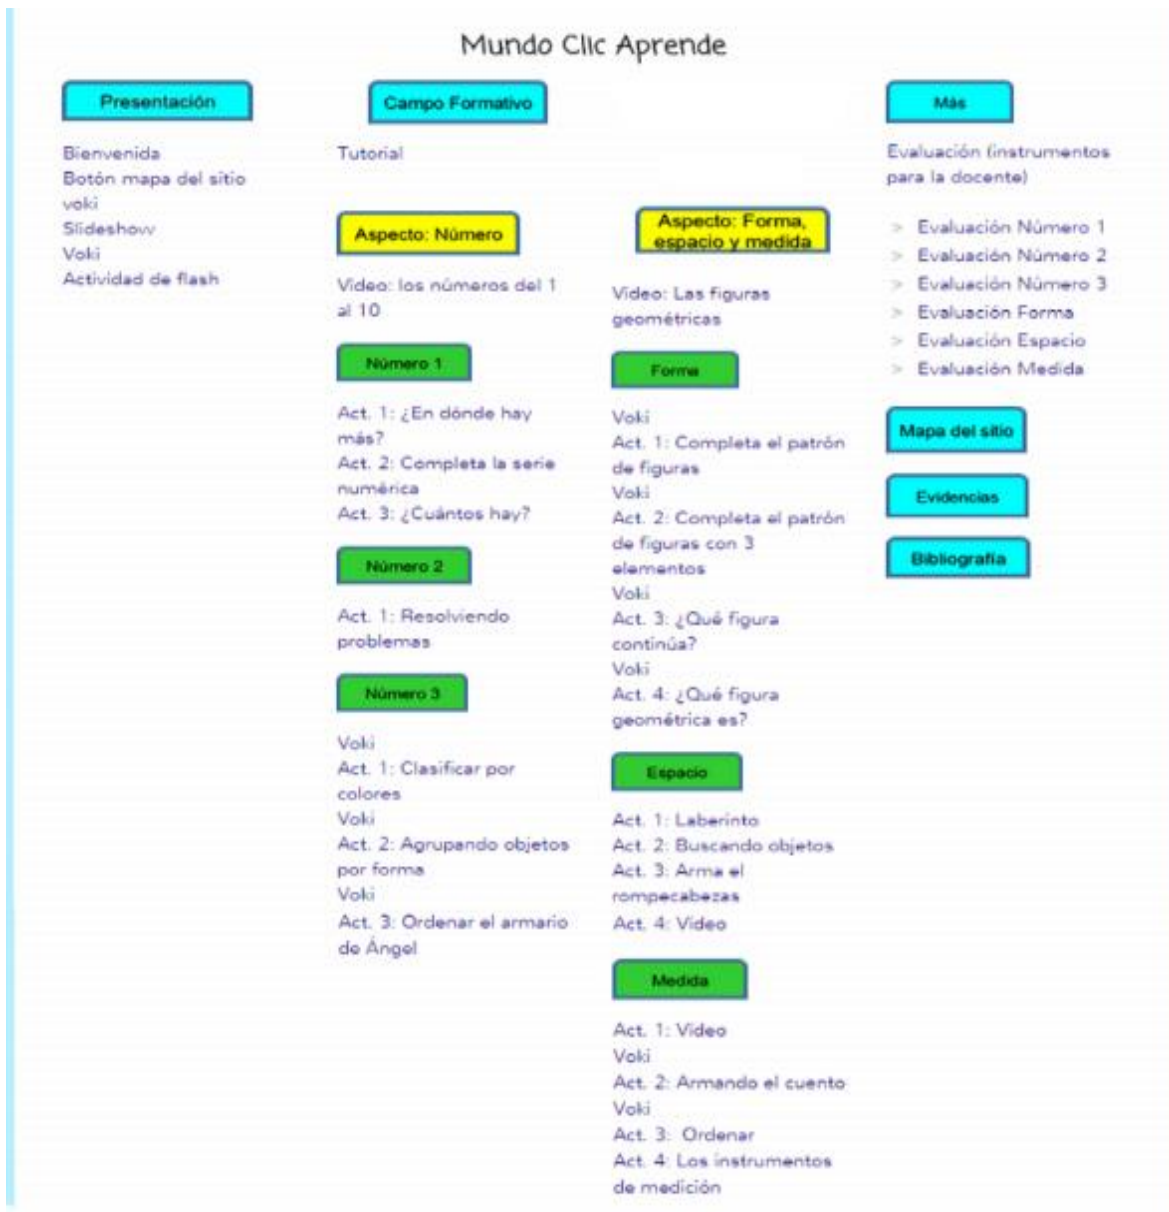 Mundo Clic Aprende
Presentación
Bienvenida
Botón mapa del sitio
voki
Slideshow
Voki
Actividad de flash
Campo Formativo
Tutorial
Aspecto: Número
Video: los números del 1
al 10
Número 1
Act. 1: ¿En dónde hay
más?
Act. 2: Completa la serie
numérica
Act. 3: ¿Cuántos hay?
Número 2
Act. 1: Resolviendo
problemas
Número 3
Voki
Act. 1: Clasificar por
colores
Voki
Act. 2: Agrupando objetos
por forma
Voki
Act. 3: Ordenar el armario
de Ángel
Aspecto: Forma,
espacio y medida
Video: Las figuras
geométricas
Forma
Voki
Act. 1: Completa el patrón
de figuras
Voki
Act. 2: Completa el patrón
de figuras con 3
elementos
Voki
Act. 3: ¿Qué figura
continúa?
Voki
Act. 4: ¿Qué figura
geométrica es?
Espacio
Act. 1: Laberinto
Act. 2: Buscando objetos
Act. 3: Arma el
rompecabezas
Act. 4: Video
Medida
Act. 1: Video
Voki
Act. 2: Armando el cuento
Voki
Act. 3: Ordenar
Act. 4: Los instrumentos
de medición
Más
Evaluación (instrumentos
para la docente)
> Evaluación Número 1
> Evaluación Número 2
> Evaluación Número 3
> Evaluación Forma
> Evaluación Espacio
> Evaluación Medida
Mapa del sitio
Evidencias
Bibliografía